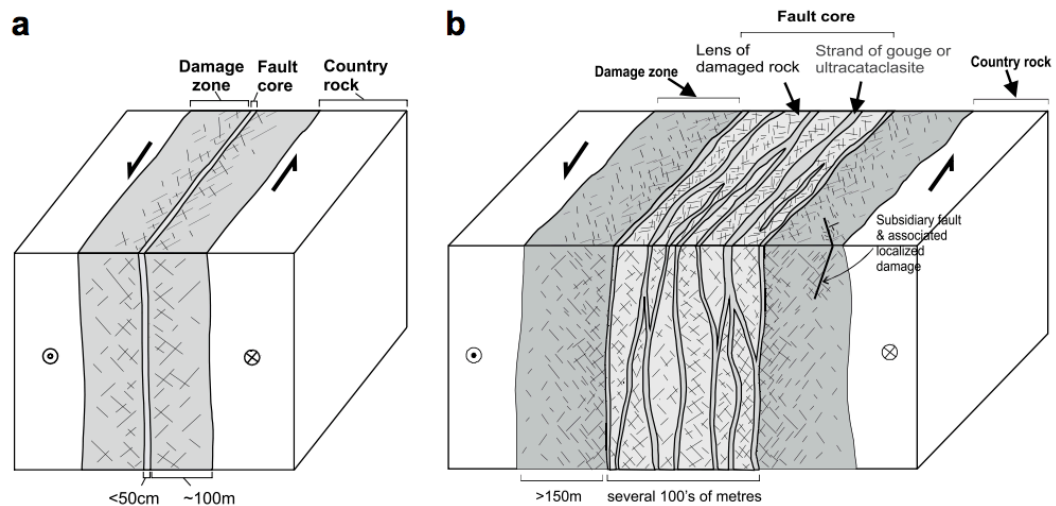 a
Damage
zone
Fault
core
Country
rock
<50cm
~100m
b
Fault core
Lens of
damaged rock
Strand of gouge or
ultracataclasite
Damage zone
Country rock
Subsidiary fault
& associated
localized
damage
>150m
several 100's of metres